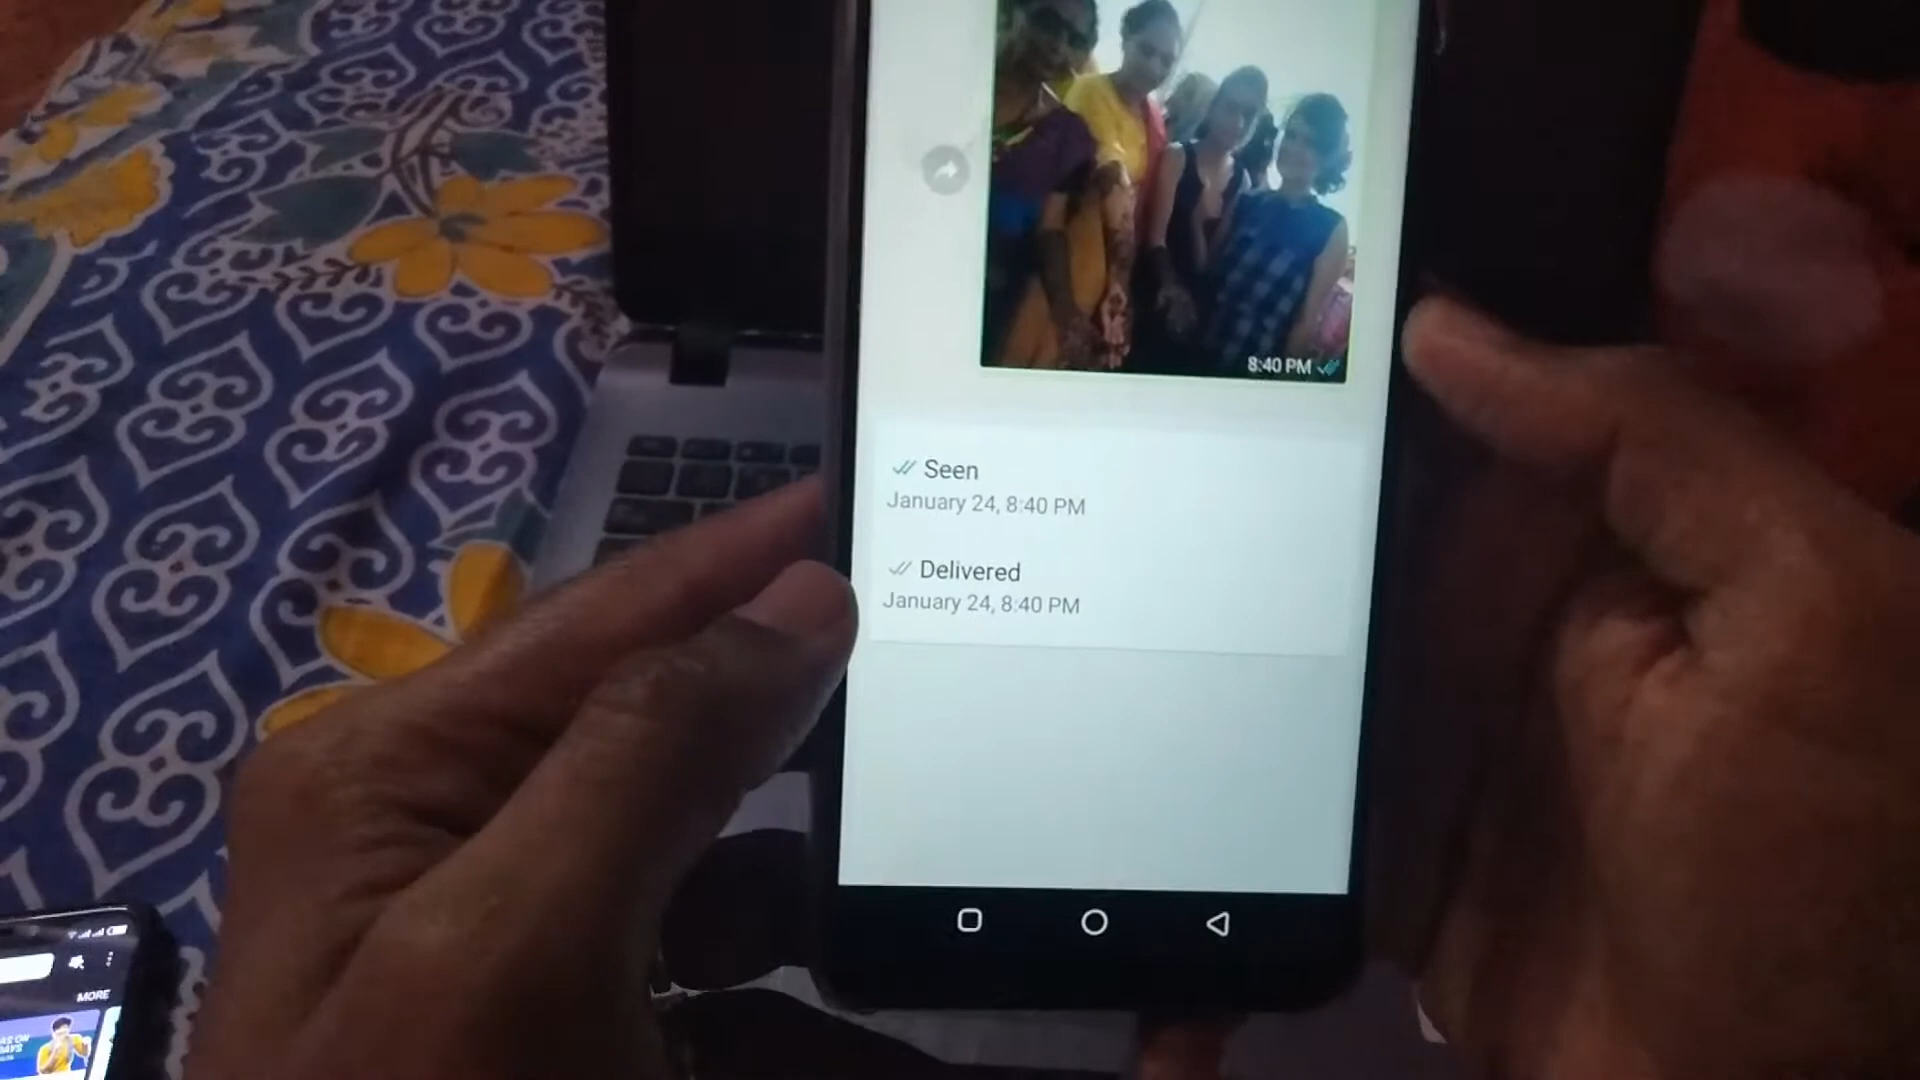 8:40 PM
Seen
January 24, 8:40 PM
Delivered
January 24, 8:40 PM
MORE